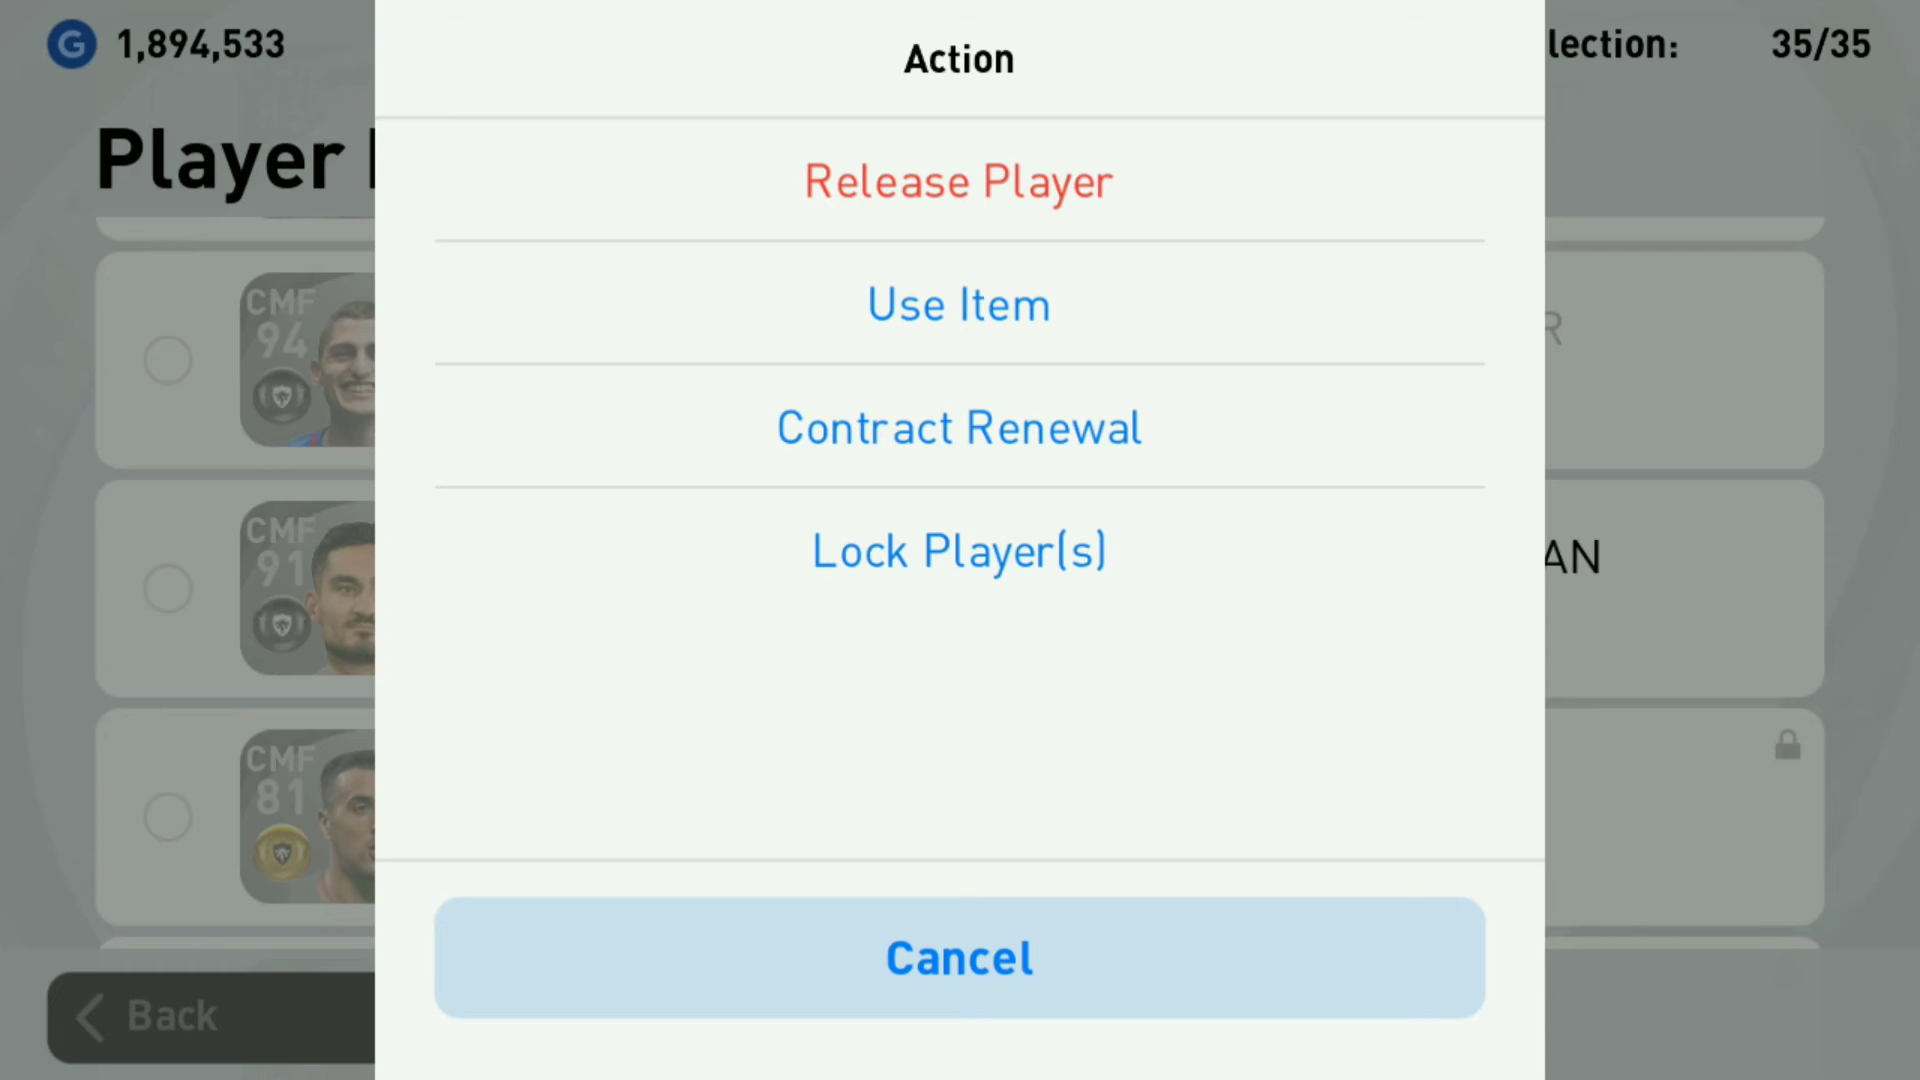 G 1,894,533
lection: 35/35
Action
Player
Release Player
Use Item
Contract Renewal
Lock Player(s)
CMF
94
R
CMF
91
AN
CMF
81
Cancel
Back